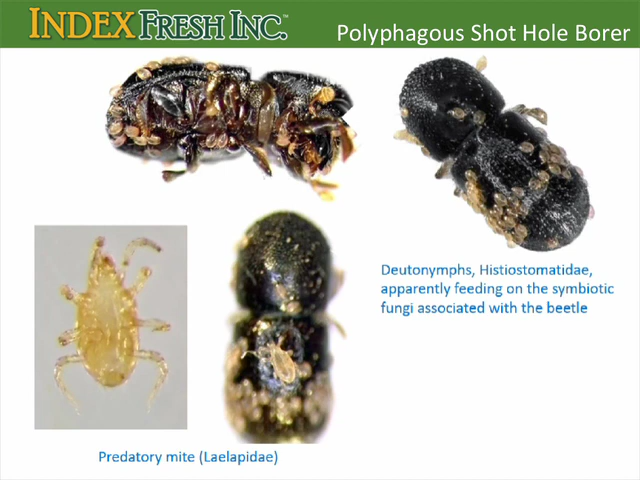 INDEX FRESH INC.™
Polyphagous Shot Hole Borer
Deutonymphs, Histiostomatidae,
apparently feeding on the symbiotic
fungi associated with the beetle
Predatory mite (Laelapidae)